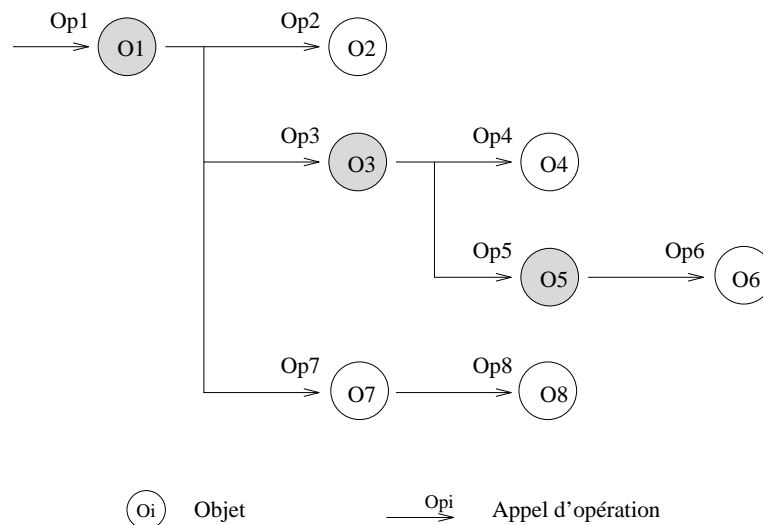 Op1
O1
Op2
O2
Op3
O3
Op4
O4
Op5
O5
Op6
O6
Op7
O7
Op8
O8
Oi Objet
Opi Appel d'opération